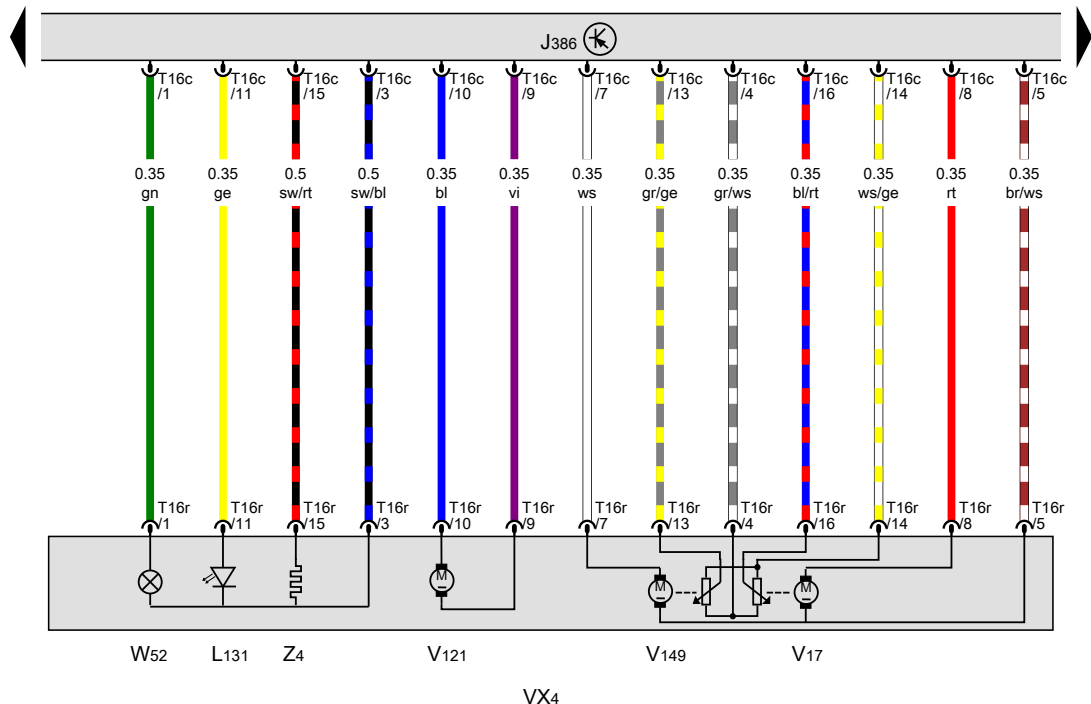 J386
T16c T16c T16c T16c T16c T16c T16c T16c T16c T16c T16c T16c T16c
/1 /11 /15 /3 /10 /9 /7 /13 /4 /16 /14 /8 /5
0.35 0.35 0.5 0.5 0.35 0.35 0.35 0.35 0.35 0.35 0.35 0.35 0.35
gn ge sw/rt sw/bl bl vi ws gr/ge gr/ws bl/rt ws/ge rt br/ws
T16r T16r T16r T16r T16r T16r T16r T16r T16r T16r T16r T16r T16r
/1 /11 /15 /3 /10 /9 /7 /13 /4 /16 /14 /8 /5
M M M
W52 L131 Z4 V121 V149 V17
VX4